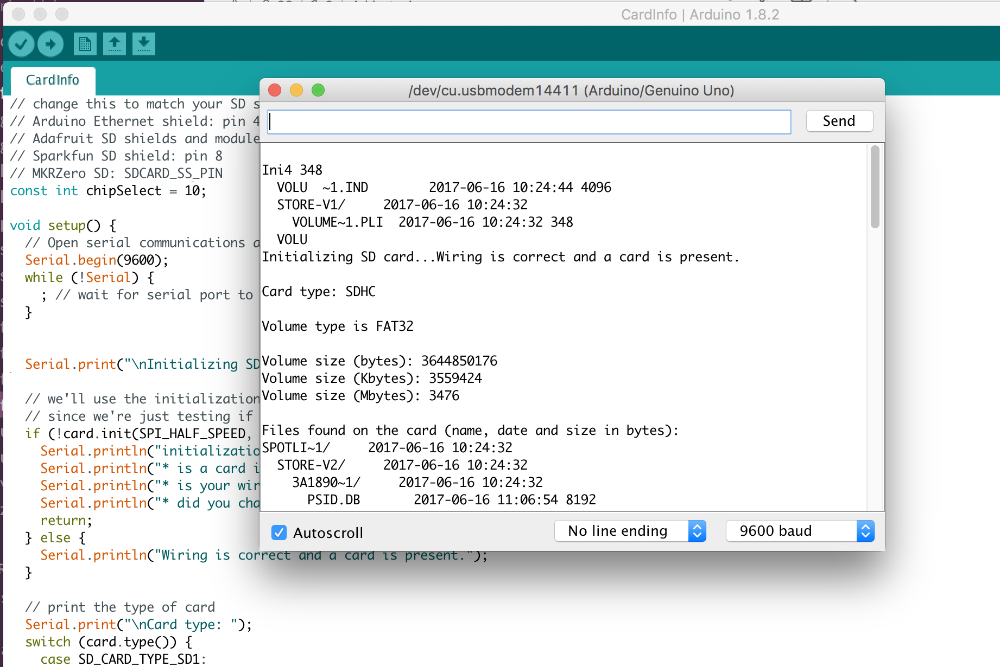 CardInfo | Arduino 1.8.2
CardInfo
// change this to match your SD s
// Arduino Ethernet shield: pin 4
// Adafruit SD shields and module
// Sparkfun SD shield: pin 8
// MKRZero SD: SDCARD_SS_PIN
const int chipSelect = 10;
void setup() {
// Open serial communications a
Serial.begin(9600);
while (!Serial) {
; // wait for serial port to
}
Serial.print("\nInitializing SD
// we'll use the initialization
// since we're just testing if
if (!card.init(SPI_HALF_SPEED,
Serial.println("initializatio
Serial.println("* is a card i
Serial.println("* is your wir
Serial.println("* did you cha
return;
} else {
Serial.println("Wiring is correct and a card is present.");
}
// print the type of card
Serial.print("\nCard type: ");
switch (card.type()) {
case SD_CARD_TYPE_SD1:
/dev/cu.usbmodem14411 (Arduino/Genuino Uno)
Send
Ini4 348
VOLU  ~1.IND        2017-06-16 10:24:44 4096
STORE-V1/     2017-06-16 10:24:32
VOLUME~1.PLI  2017-06-16 10:24:32 348
VOLU
Initializing SD card...Wiring is correct and a card is present.
Card type: SDHC
Volume type is FAT32
Volume size (bytes): 3644850176
Volume size (Kbytes): 3559424
Volume size (Mbytes): 3476
Files found on the card (name, date and size in bytes):
SPOTLI~1/     2017-06-16 10:24:32
STORE-V2/     2017-06-16 10:24:32
3A1890~1/     2017-06-16 10:24:32
PSID.DB       2017-06-16 11:06:54 8192
Autoscroll
No line ending
9600 baud